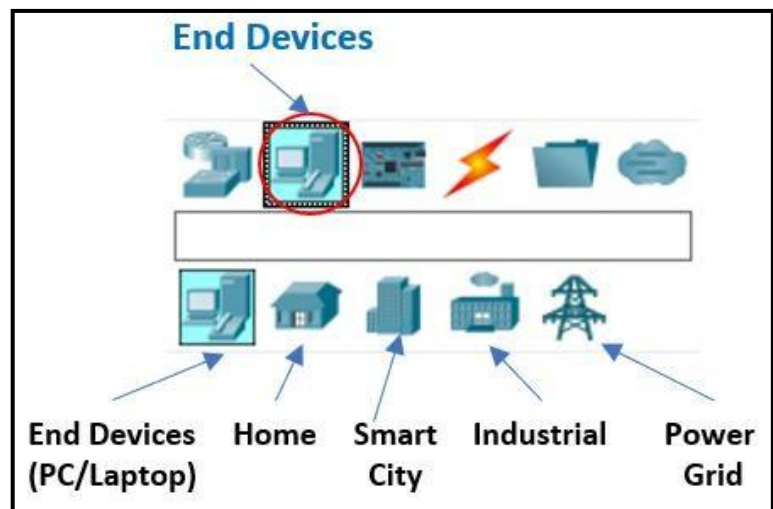 End Devices
End Devices
(PC/Laptop)
Home
Smart
City
Industrial
Power
Grid